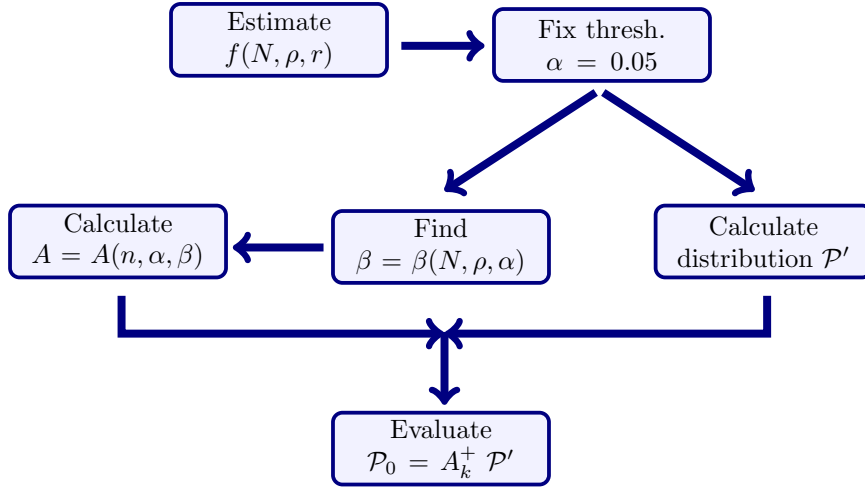 Estimate
f(N, ρ, r)
Fix thresh.
α = 0.05
Calculate
A = A(n, α, β)
Find
β = β(N, ρ, α)
Calculate
distribution 𝒫′
Evaluate
𝒫₀ = A⁺ₖ 𝒫′